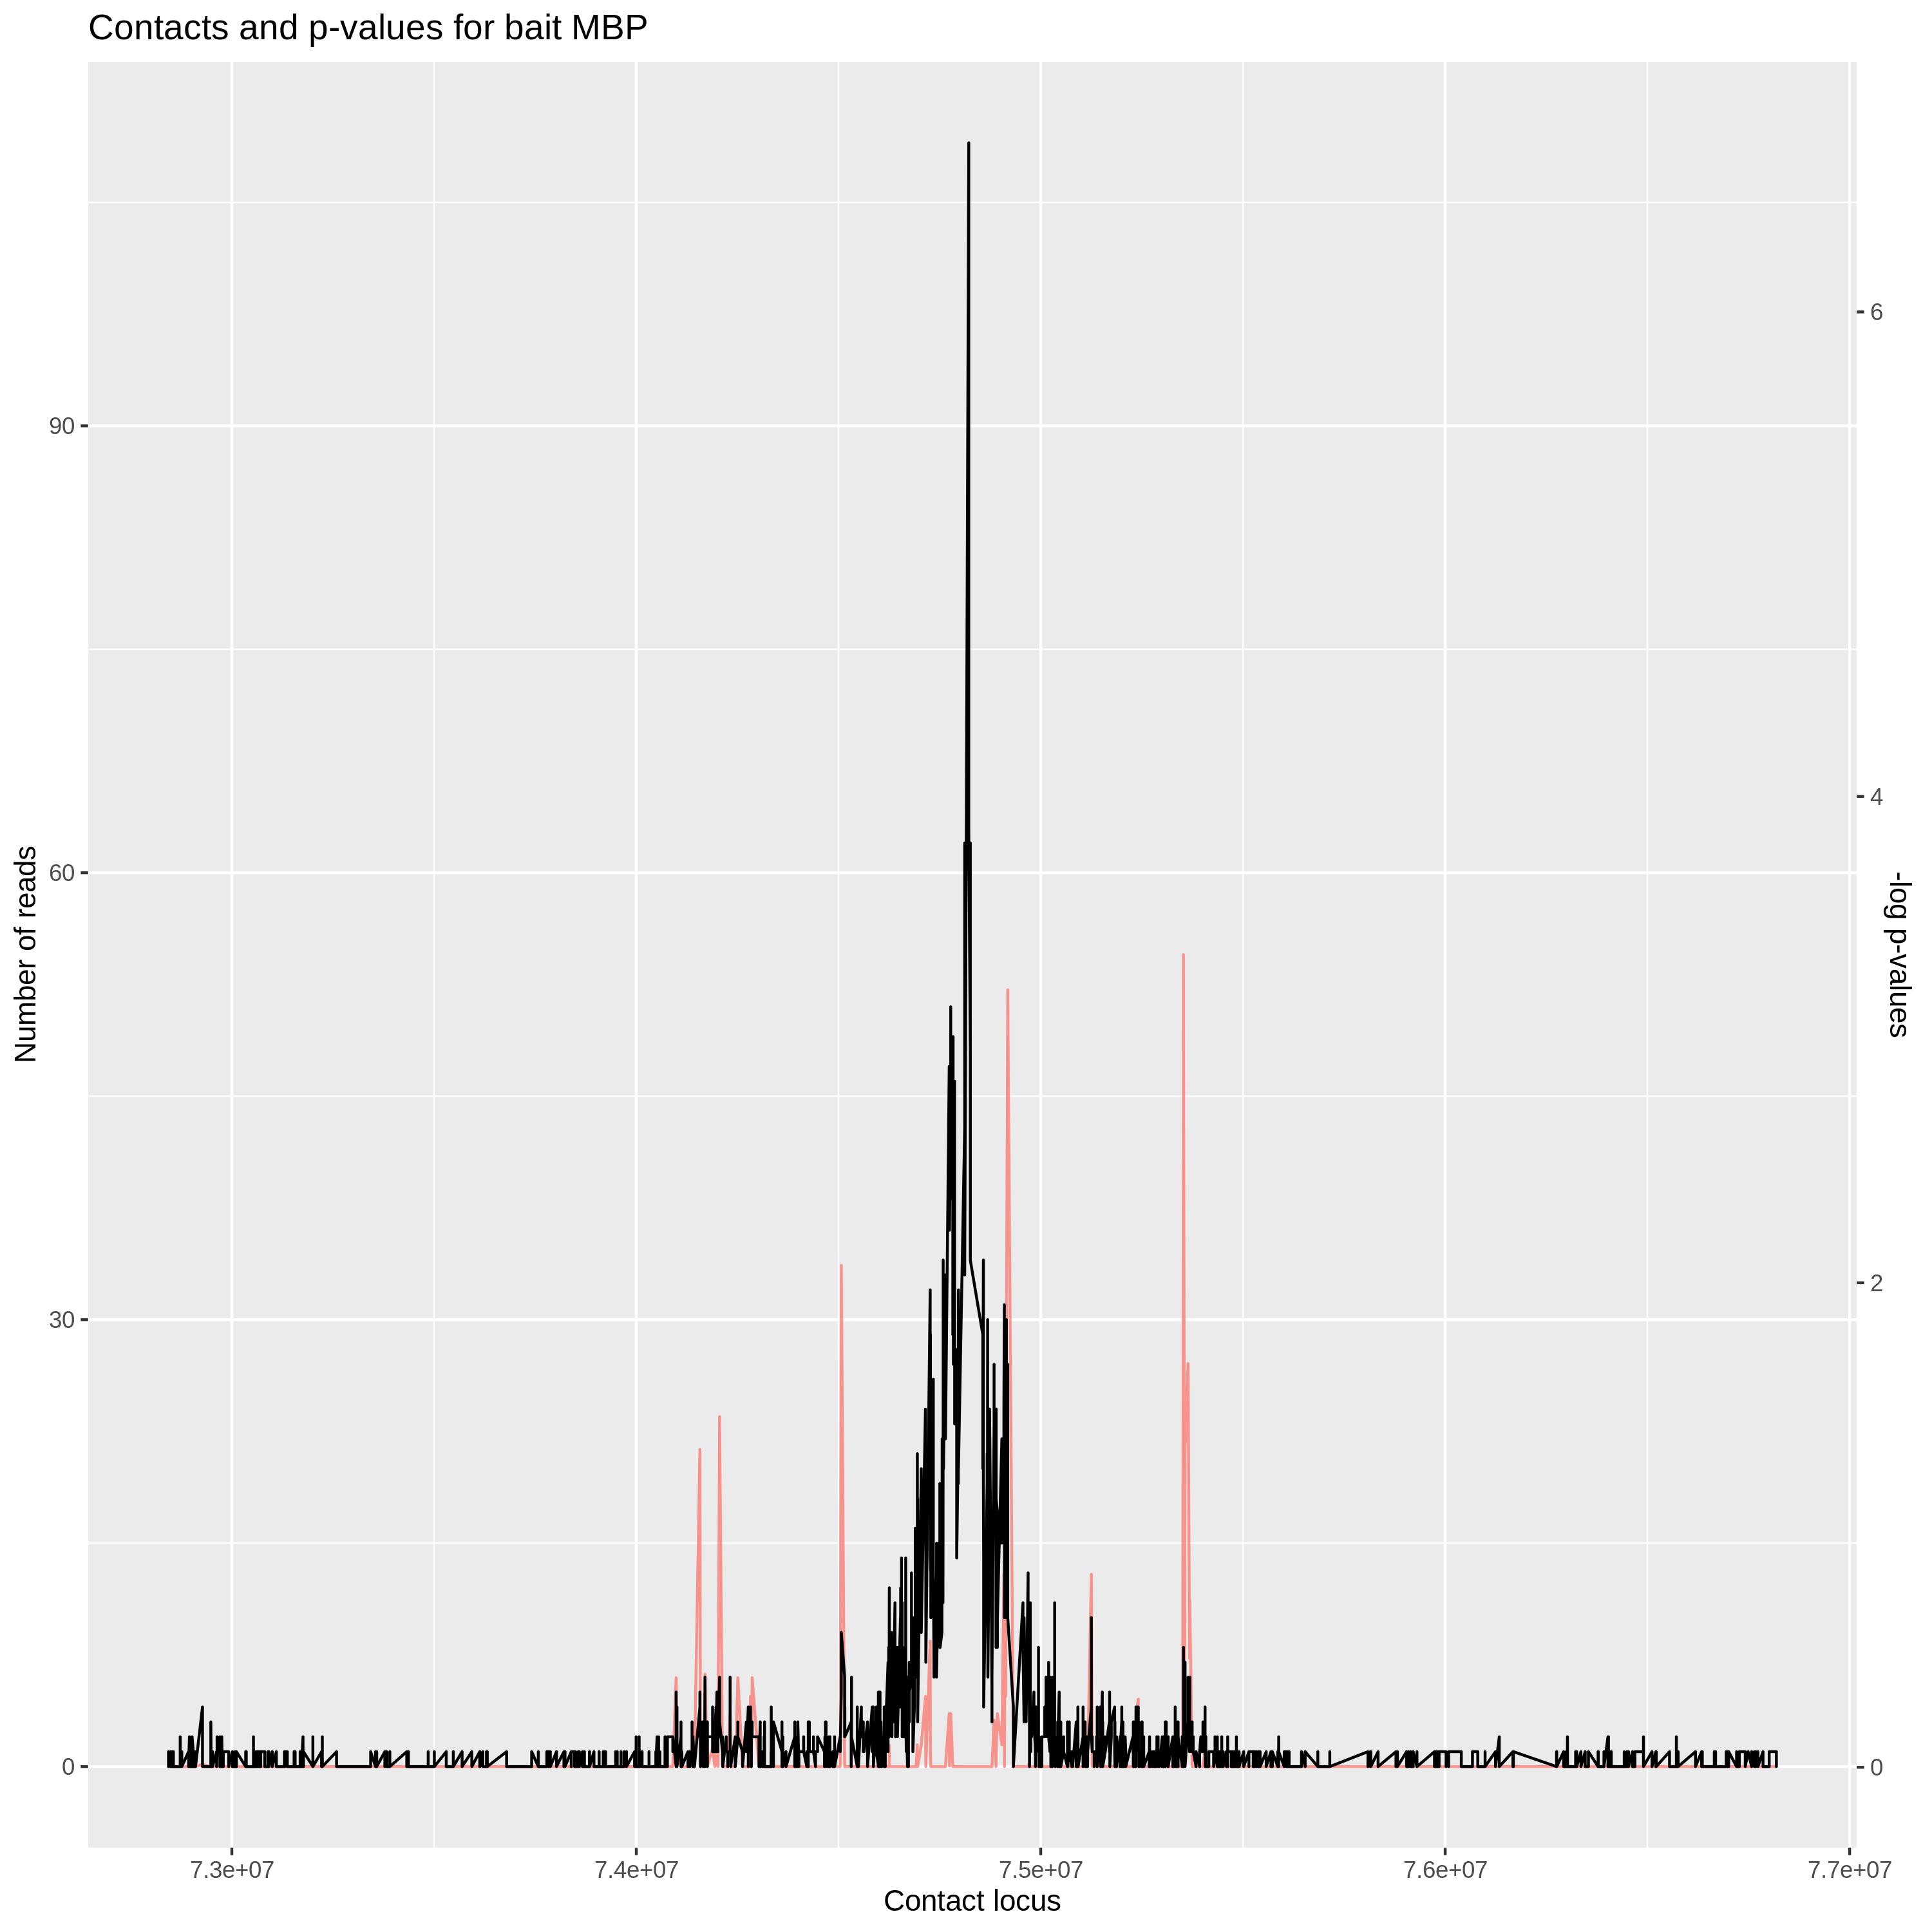 Contacts and p-values for bait MBP
Number of reads
90
60
30
0
6
4
2
0
-log p-values
7.3e+07
7.4e+07
7.5e+07
7.6e+07
7.7e+07
Contact locus